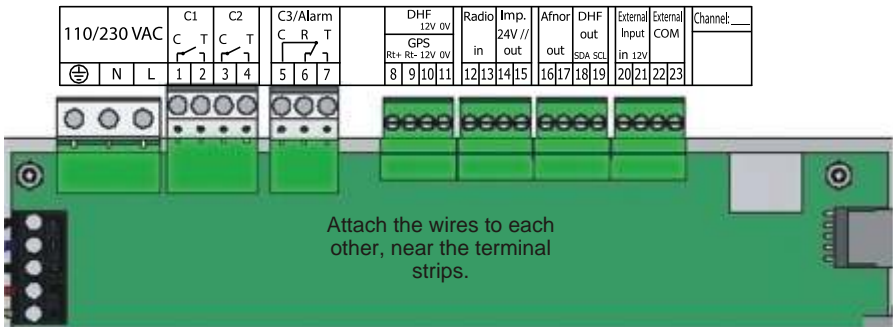 110/230 VAC
C1
C T
C2
C T
C3/Alarm
C R T
DHF
12V 0V
GPS
Rt+ Rt- 12V 0V
Radio
in
Imp.
24V //
out
Afnor
out
DHF
out
SDA SCL
External
Input
in 12V
External
COM
Channel:___
N L 1 2 3 4 5 6 7 8 9 10 11 12 13 14 15 16 17 18 19 20 21 22 23
Attach the wires to each
other, near the terminal
strips.